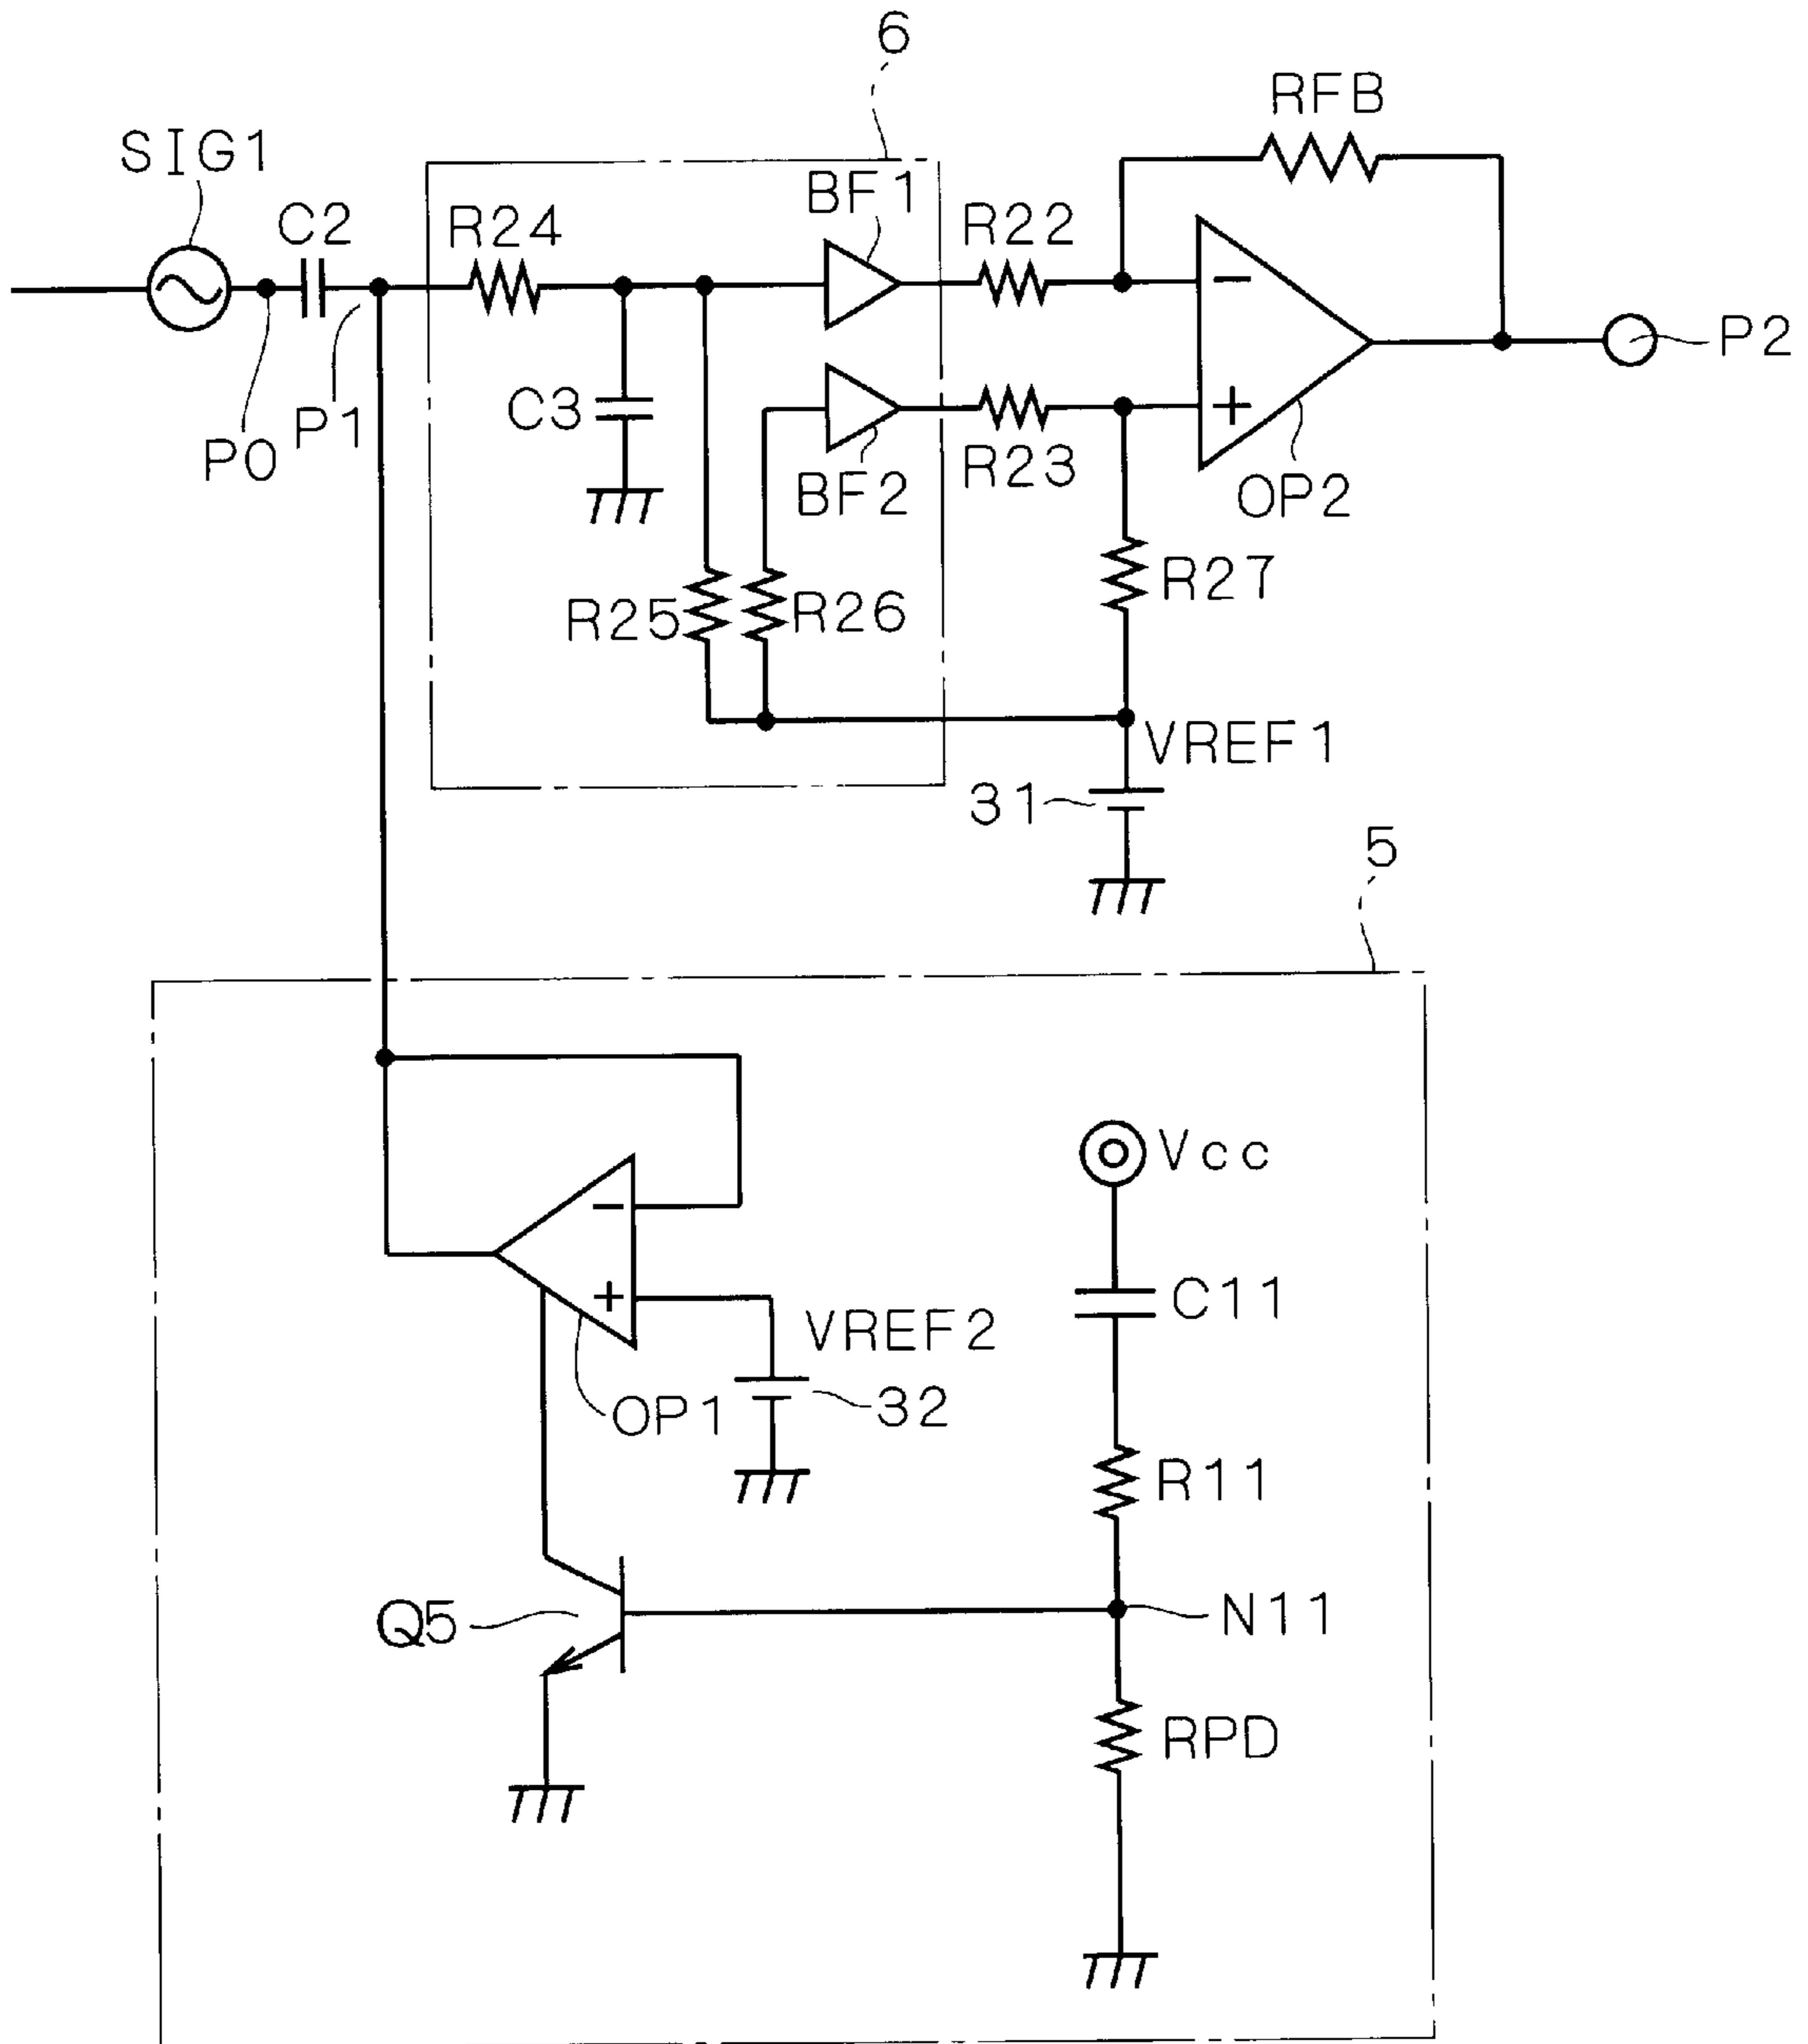 6
RFB
SIG1
BF1
C2
R24
R22
−
P2
C3
P1
+
P0
R23
BF2
OP2
R27
R25
R26
VREF1
31
5
Vcc
−
+
C11
VREF2
32
OP1
R11
Q5
N11
RPD